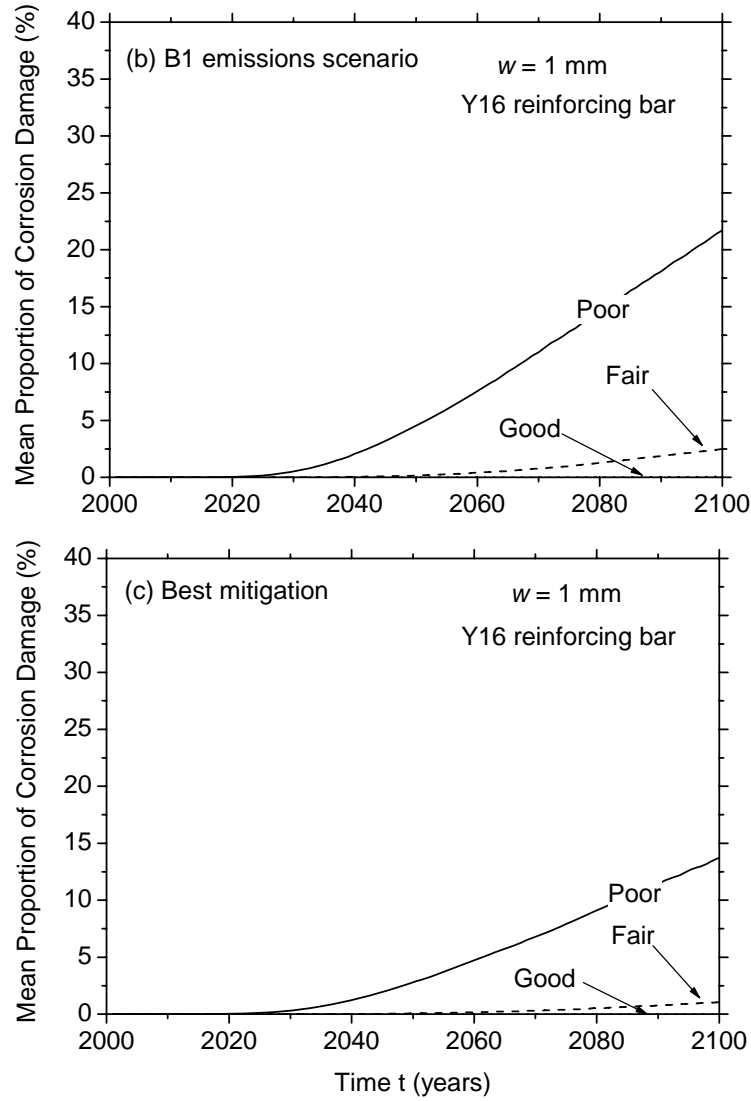 40
35
30
25
20
15
10
5
0
Mean Proportion of Corrosion Damage (%)
(b) B1 emissions scenario
w = 1 mm
Y16 reinforcing bar
Poor
Fair
Good
2000 2020 2040 2060 2080 2100
40
35
30
25
20
15
10
5
0
Mean Proportion of Corrosion Damage (%)
(c) Best mitigation
w = 1 mm
Y16 reinforcing bar
Poor
Fair
Good
2000 2020 2040 2060 2080 2100
Time t (years)